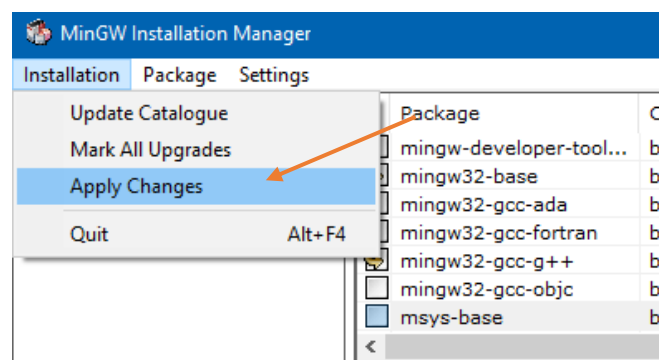 MinGW Installation Manager
Installation Package Settings
Update Catalogue
Mark All Upgrades
Apply Changes
Quit Alt+F4
Package
mingw-developer-tool...
mingw32-base
mingw32-gcc-ada
mingw32-gcc-fortran
mingw32-gcc-g++
mingw32-gcc-objc
msys-base